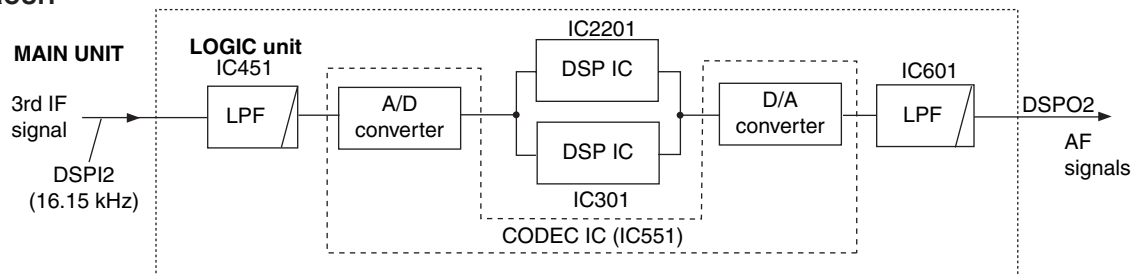 MAIN UNIT
LOGIC unit
IC451
LPF
3rd IF
signal
DSPI2
(16.15 kHz)
A/D
converter
IC2201
DSP IC
DSP IC
IC301
D/A
converter
CODEC IC (IC551)
IC601
LPF
DSPO2
AF
signals